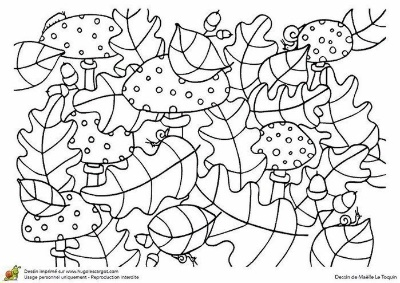 Dessin imprimé sur www.hugolescargot.com
Usage personnel uniquement - Reproduction interdite
Dessin de Maëlle Le Toquin